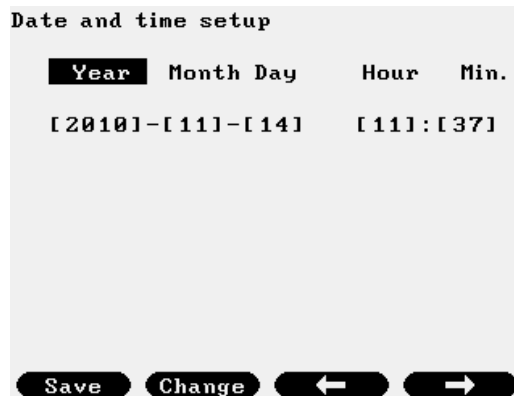 Date and time setup
Year Month Day Hour Min.
[2010]-[11]-[14] [11]:[37]
Save Change ← →